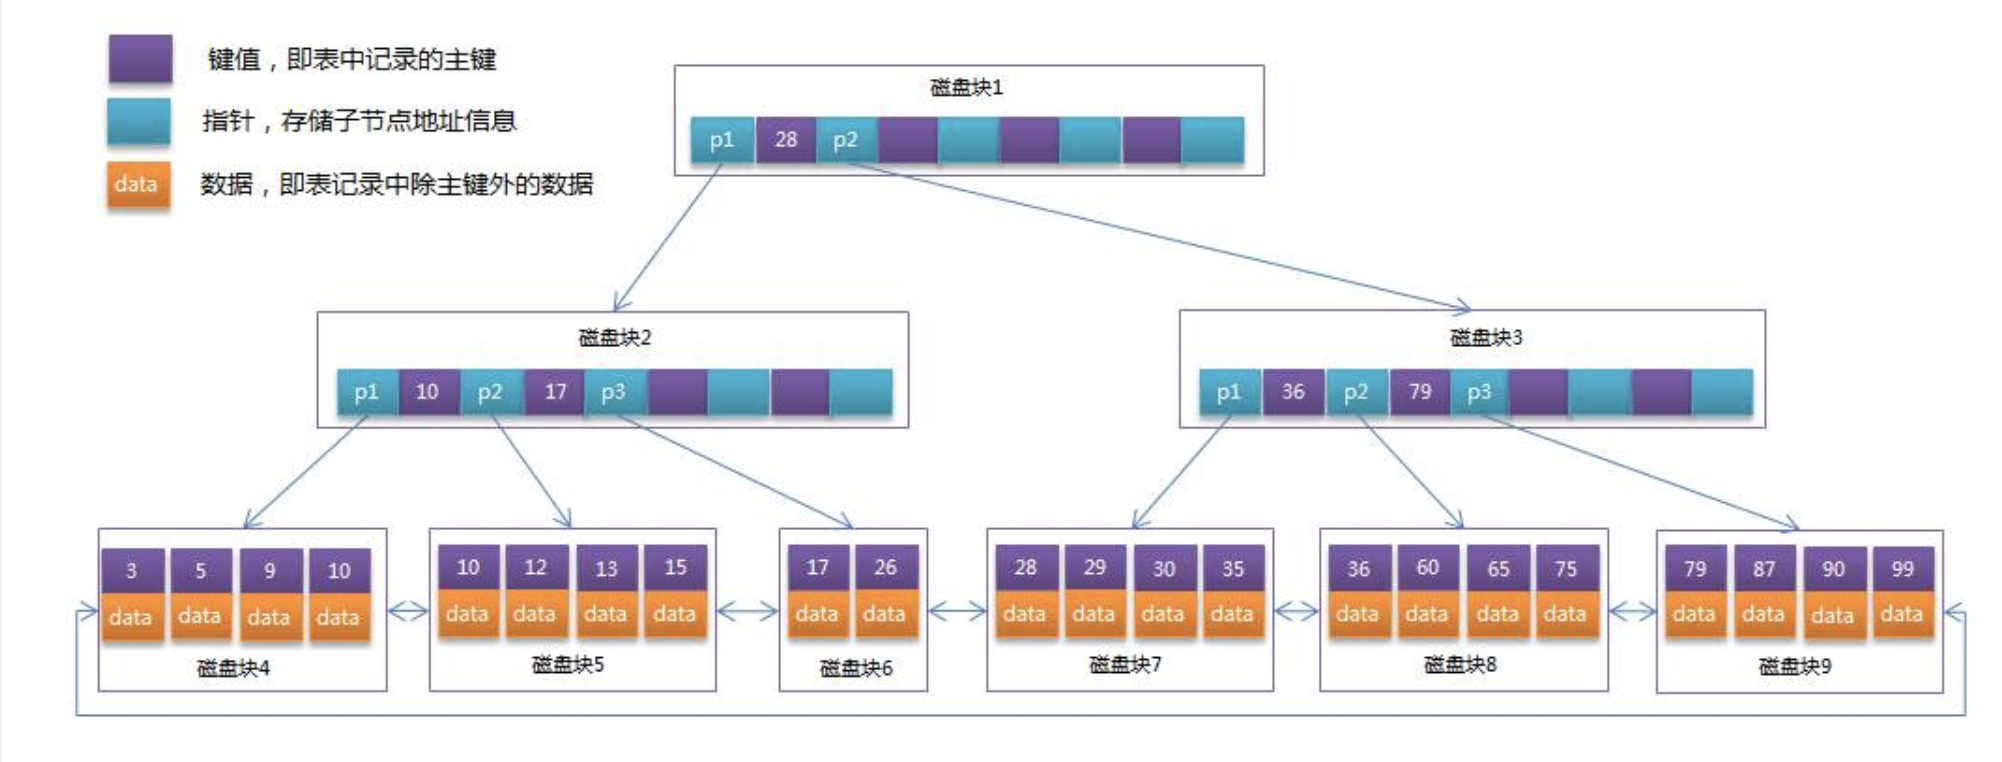 键值，即表中记录的主键
指针，存储子节点地址信息
data 数据，即表记录中除主键外的数据
磁盘块1
p1 28 p2
磁盘块2
p1 10 p2 17 p3
磁盘块3
p1 36 p2 79 p3
3 5 9 10
data data data data
磁盘块4
10 12 13 15
data data data data
磁盘块5
17 26
data data
磁盘块6
28 29 30 35
data data data data
磁盘块7
36 60 65 75
data data data data
磁盘块8
79 87 90 99
data data data data
磁盘块9